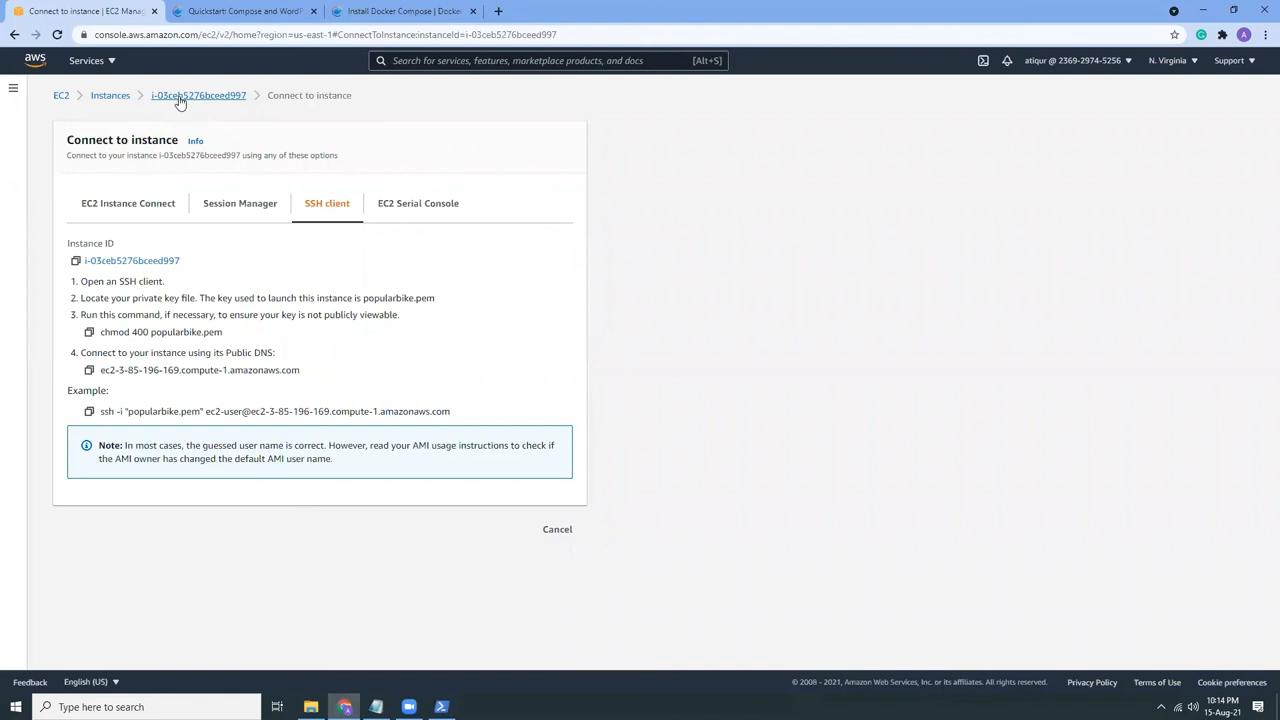 Connect to instance | EC2 Manag
Quickstart: Compose and WordP
Install Docker Compose | Docker
console.aws.amazon.com/ec2/v2/home?region=us-east-1#ConnectToInstance:instanceId=i-03ceb5276bceed997
A
aws
Services
Search for services, features, marketplace products, and docs
[Alt+S]
atiqur @ 2369-2974-5256
N. Virginia
Support
EC2
Instances
i-03ceb5276bceed997
Connect to instance
Connect to instance
Info
Connect to your instance i-03ceb5276bceed997 using any of these options
EC2 Instance Connect
Session Manager
SSH client
EC2 Serial Console
Instance ID
i-03ceb5276bceed997
1. Open an SSH client.
2. Locate your private key file. The key used to launch this instance is popularbike.pem
3. Run this command, if necessary, to ensure your key is not publicly viewable.
chmod 400 popularbike.pem
4. Connect to your instance using its Public DNS:
ec2-3-85-196-169.compute-1.amazonaws.com
Example:
ssh -i "popularbike.pem" ec2-user@ec2-3-85-196-169.compute-1.amazonaws.com
Note: In most cases, the guessed user name is correct. However, read your AMI usage instructions to check if
the AMI owner has changed the default AMI user name.
Cancel
Feedback
English (US)
© 2008 - 2021, Amazon Web Services, Inc. or its affiliates. All rights reserved.
Privacy Policy
Terms of Use
Cookie preferences
Type here to search
10:14 PM
15-Aug-21